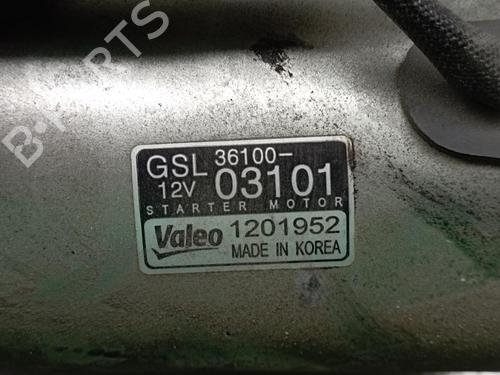 B-PARTS
GSL 36100-
12V 03101
STARTER MOTOR
Valeo 1201952
MADE IN KOREA